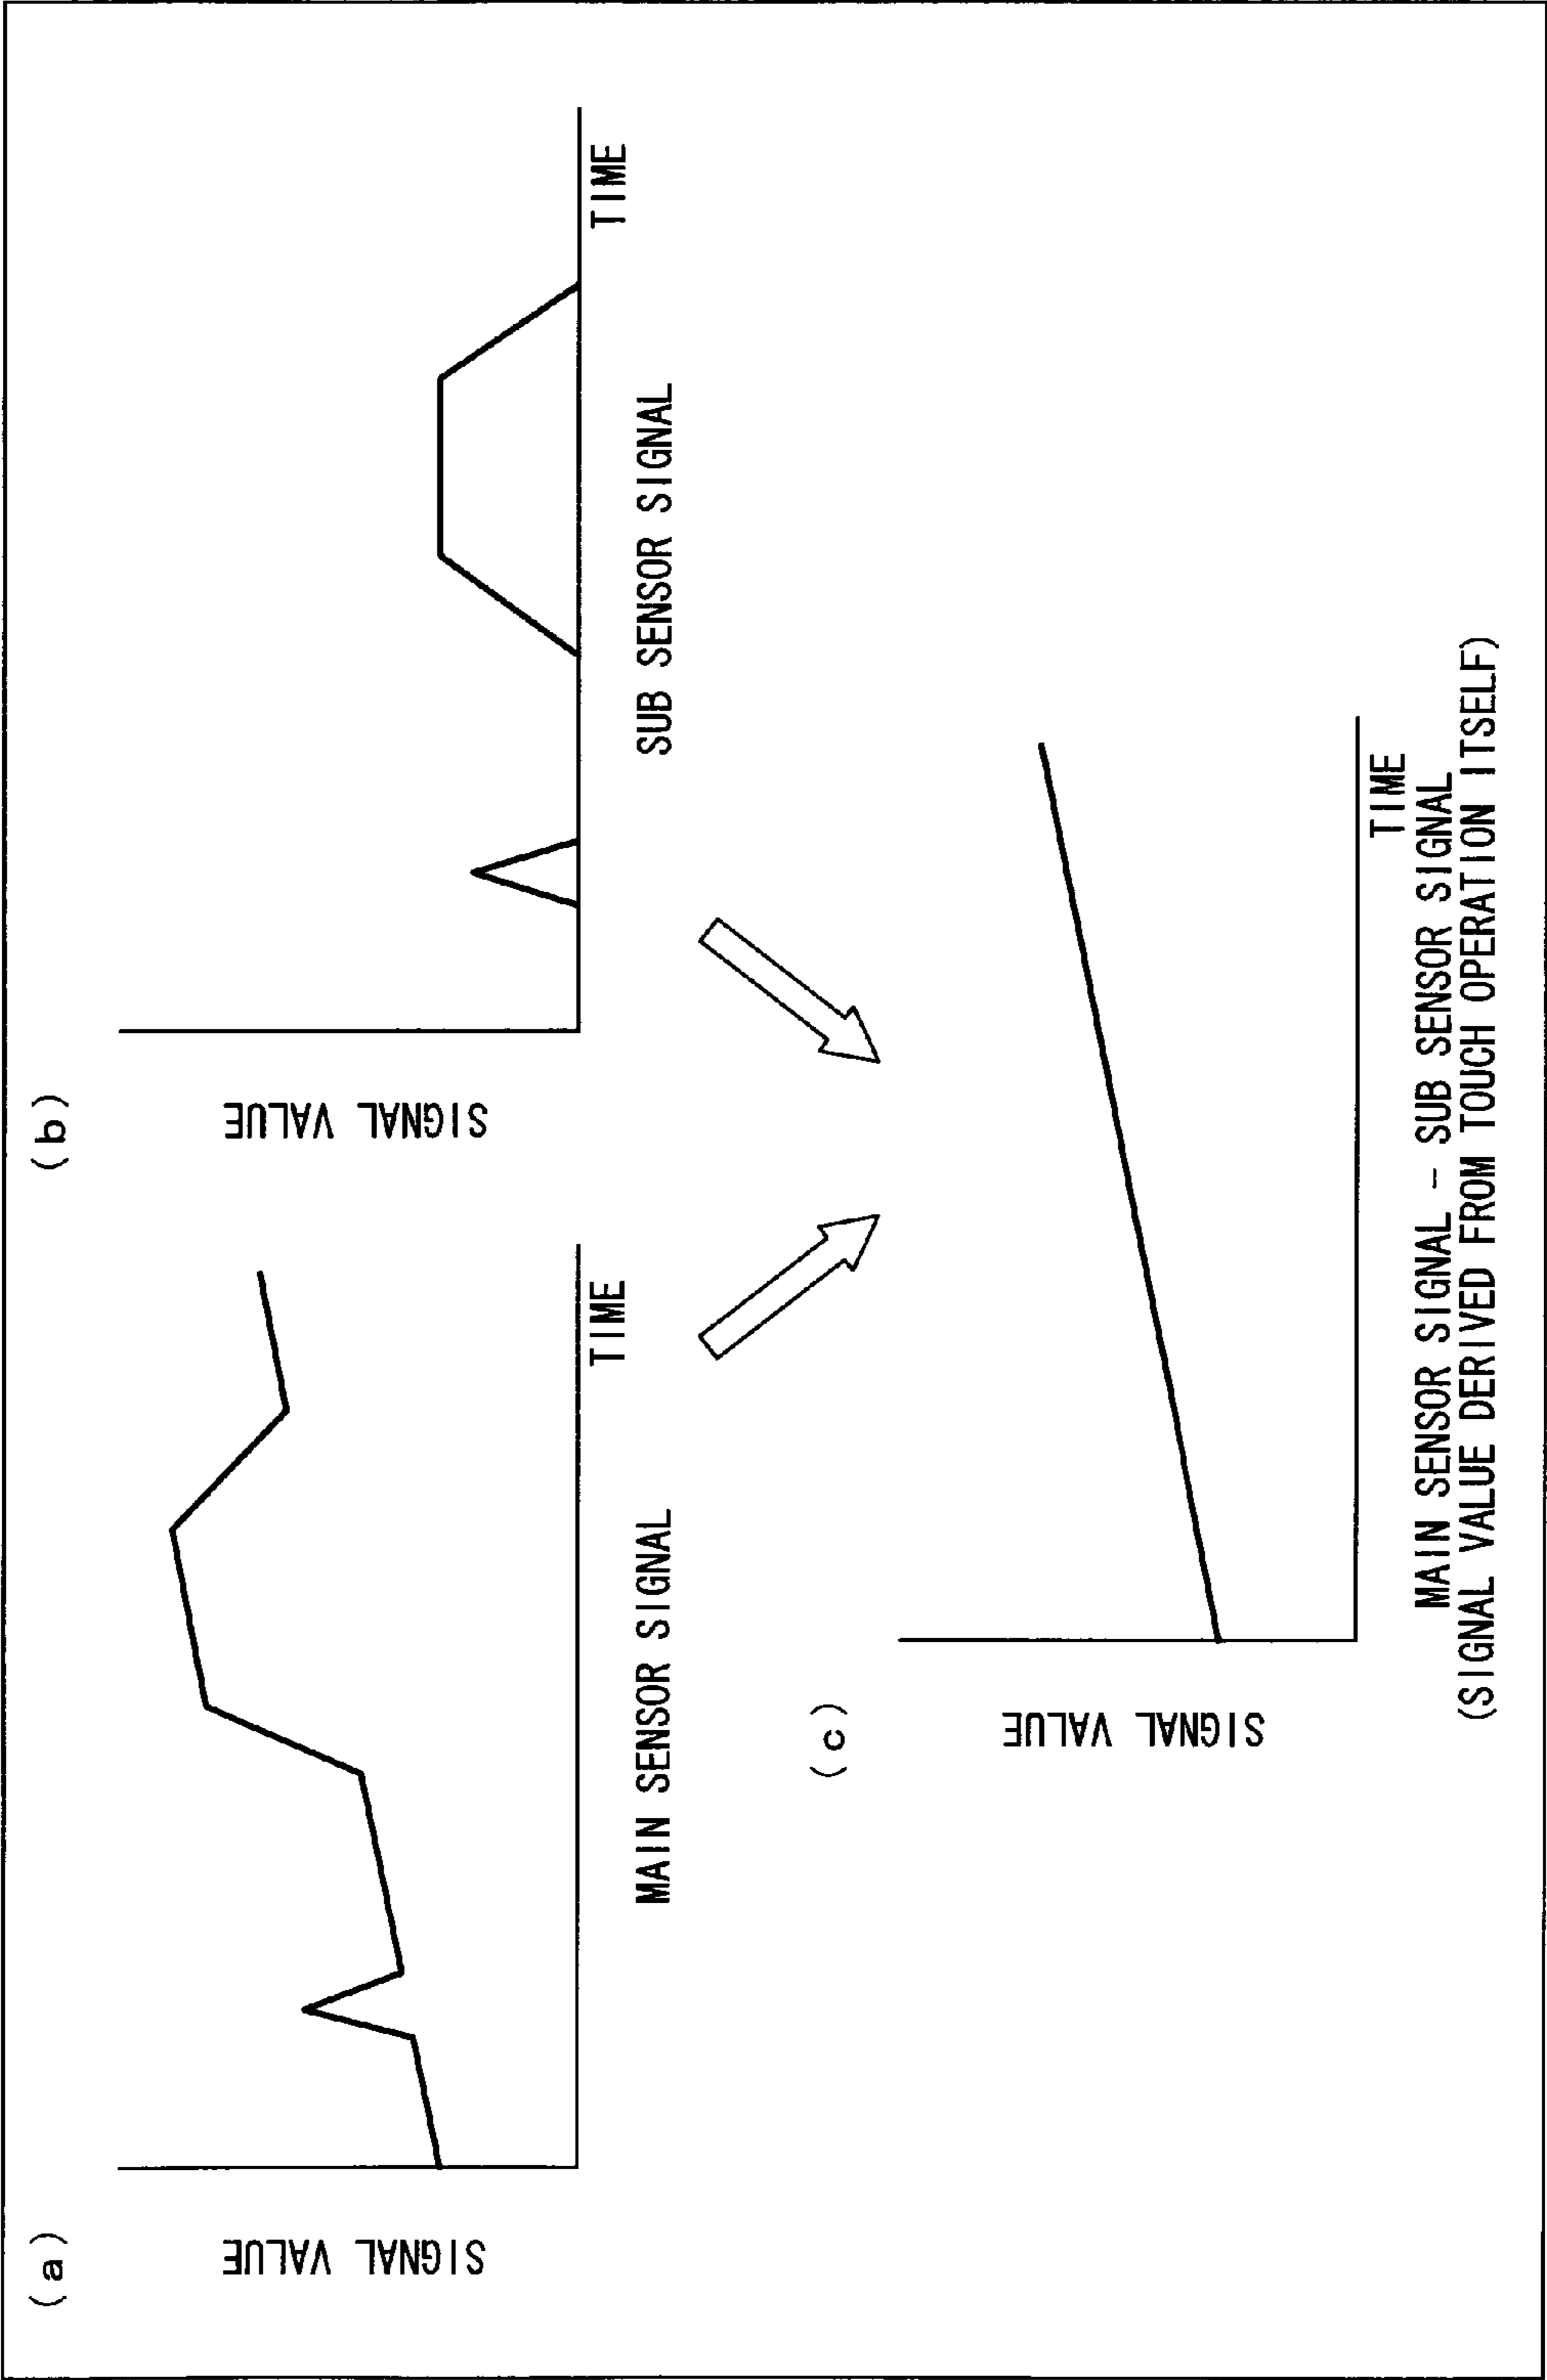 (a)
SIGNAL VALUE
TIME
MAIN SENSOR SIGNAL
(b)
SIGNAL VALUE
TIME
SUB SENSOR SIGNAL
(c)
SIGNAL VALUE
TIME
MAIN SENSOR SIGNAL - SUB SENSOR SIGNAL
(SIGNAL VALUE DERIVED FROM TOUCH OPERATION ITSELF)